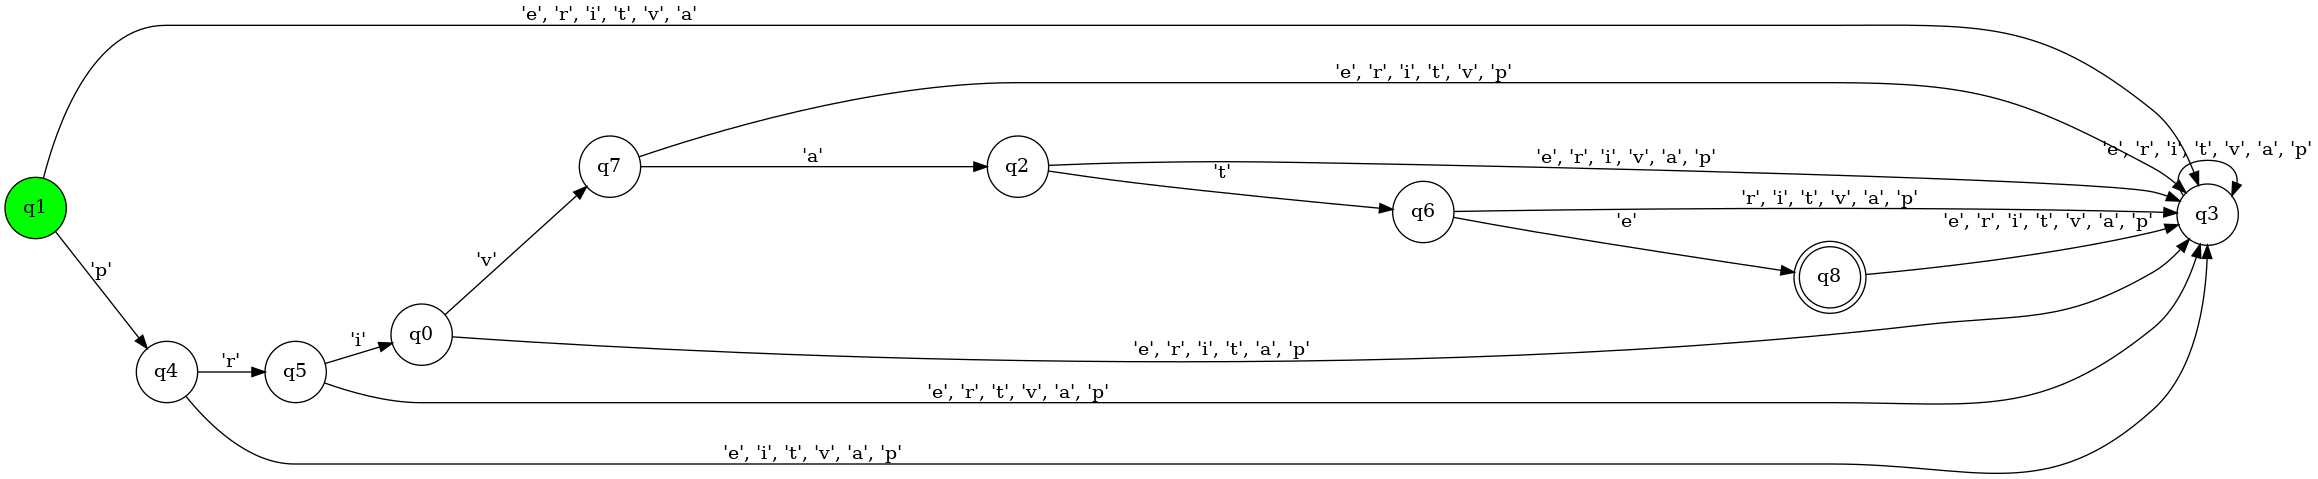 'e', 'r', 'i', 't', 'v', 'a'
'e', 'r', 'i', 't', 'v', 'p'
'e', 'r', 'i', 't', 'v', 'a', 'p'
'a'
'e', 'r', 'i', 'v', 'a', 'p'
q7
q2
't'
'r', 'i', 't', 'v', 'a', 'p'
q1
q6
q3
'e'
'e', 'r', 'i', 't', 'v', 'a', 'p'
'v'
'p'
q8
q0
'i'
'e', 'r', 'i', 't', 'a', 'p'
'r'
q4
q5
'e', 'r', 't', 'v', 'a', 'p'
'e', 'i', 't', 'v', 'a', 'p'